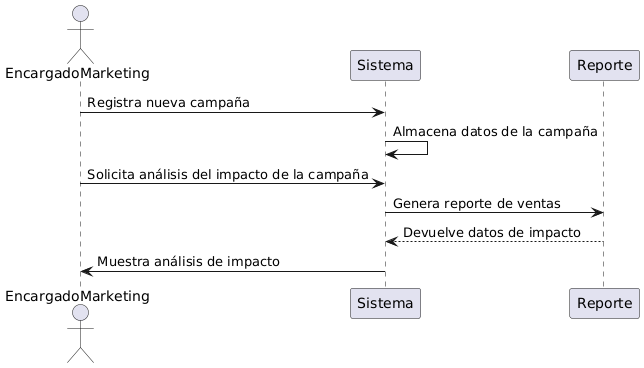 EncargadoMarketing
Sistema
Reporte
Registra nueva campaña
Almacena datos de la campaña
Solicita análisis del impacto de la campaña
Genera reporte de ventas
Devuelve datos de impacto
Muestra análisis de impacto
EncargadoMarketing
Sistema
Reporte